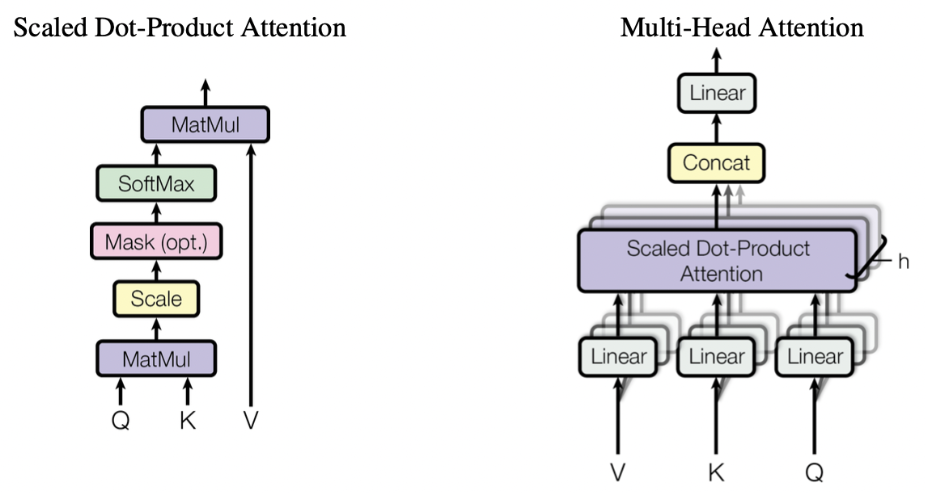 Scaled Dot-Product Attention
MatMul
SoftMax
Mask (opt.)
Scale
MatMul
Q K V
Multi-Head Attention
Linear
Concat
Scaled Dot-Product
Attention
h
Linear Linear Linear
V K Q